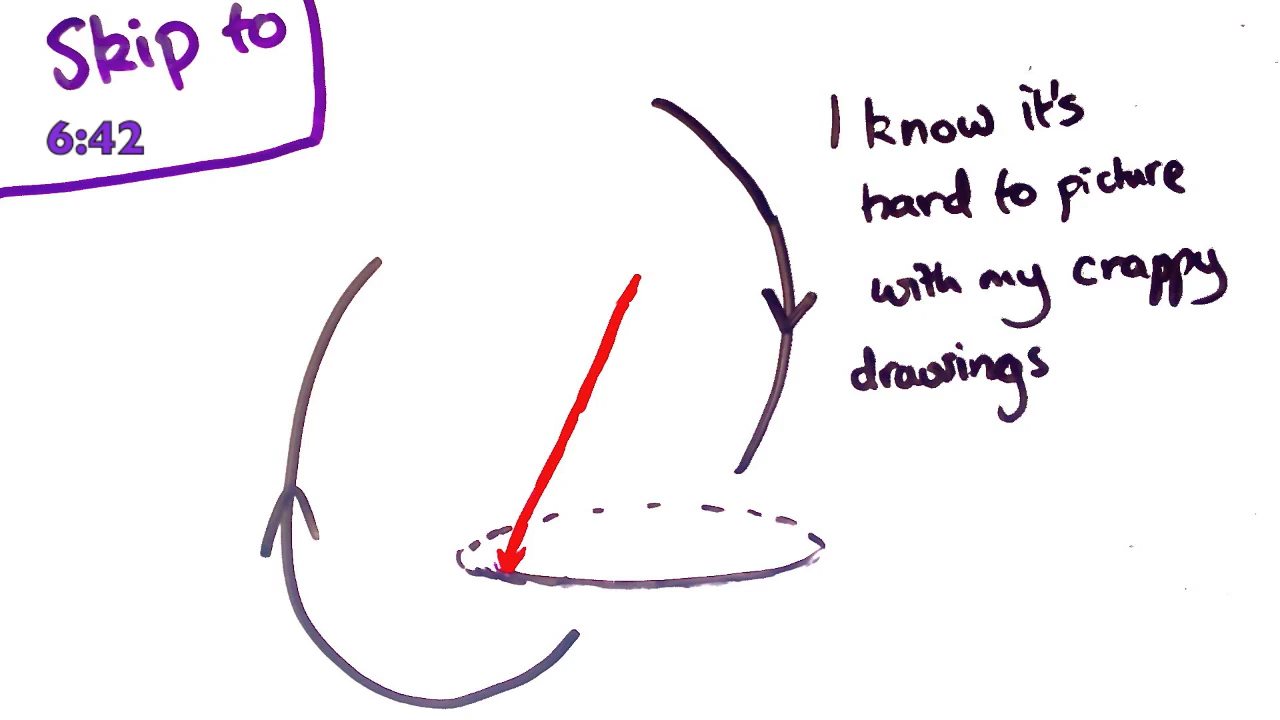 Skip to
6:42
I know it's
hard to picture
with my crappy
drawings